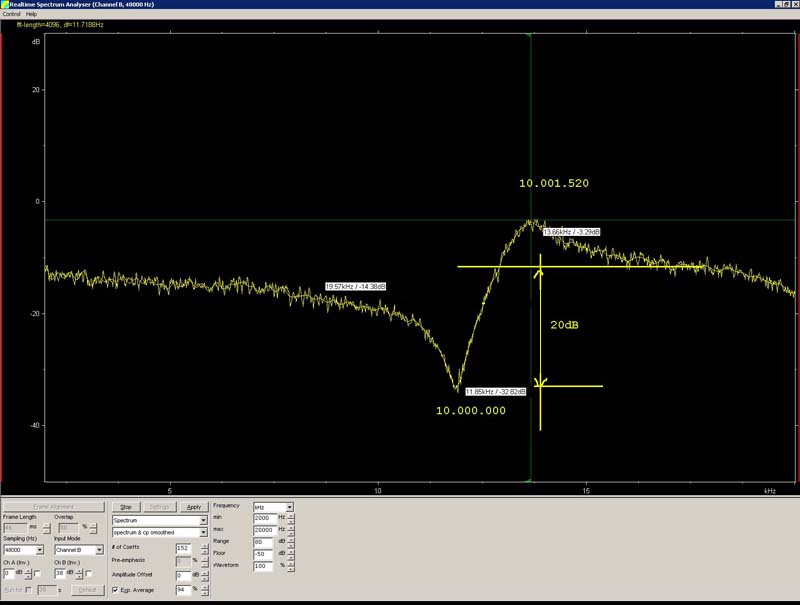 Realtime Spectrum Analyser (Channel B, 48000 Hz)
Control Help
fft-length=4096, df=11.7188Hz
dB
20
10.001.520
0
13.66kHz / -3.29dB
19.57kHz / -14.38dB
-20
20dB
11.85kHz / -32.82dB
10.000.000
-40
5 10 15 kHz
Frame Alignment
Frame Length Overlap
ms 50 %
Sampling (Hz) Input Mode
48000 Channel B
Ch A (Inv.) Ch B (Inv.)
0 dB 38 dB
Run for 30 s Default
Stop Settings Apply
Spectrum
spectrum & cp smoothed
# of Coeffs 152
Pre-emphasis 0 %
Amplitude Offset 0 dB
Exp. Average 94 %
Frequency kHz
min 2000 Hz
max 20000 Hz
Range 80 dB
Floor -50 dB
rWaveform 100 %